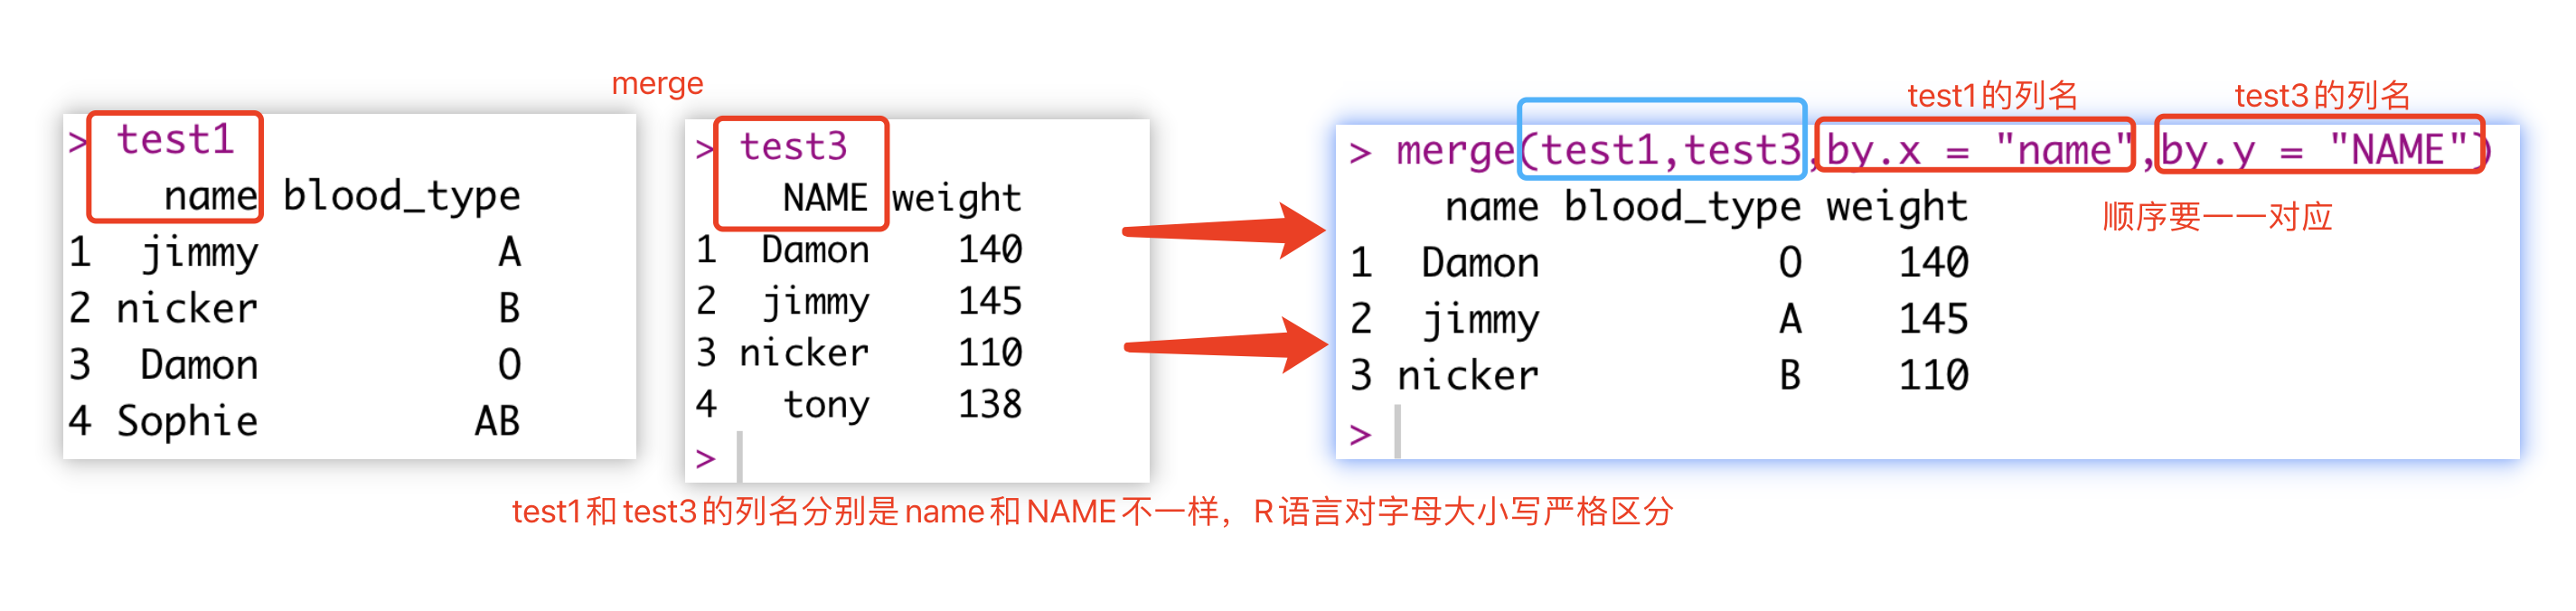 merge
> test1
name blood_type
1 jimmy A
2 nicker B
3 Damon O
4 Sophie AB
> test3
NAME weight
1 Damon 140
2 jimmy 145
3 nicker 110
4 tony 138
>
test1的列名 test3的列名
> merge(test1,test3,by.x = "name",by.y = "NAME")
name blood_type weight
顺序要一一对应
1 Damon O 140
2 jimmy A 145
3 nicker B 110
>
test1和test3的列名分别是name和NAME不一样，R语言对字母大小写严格区分